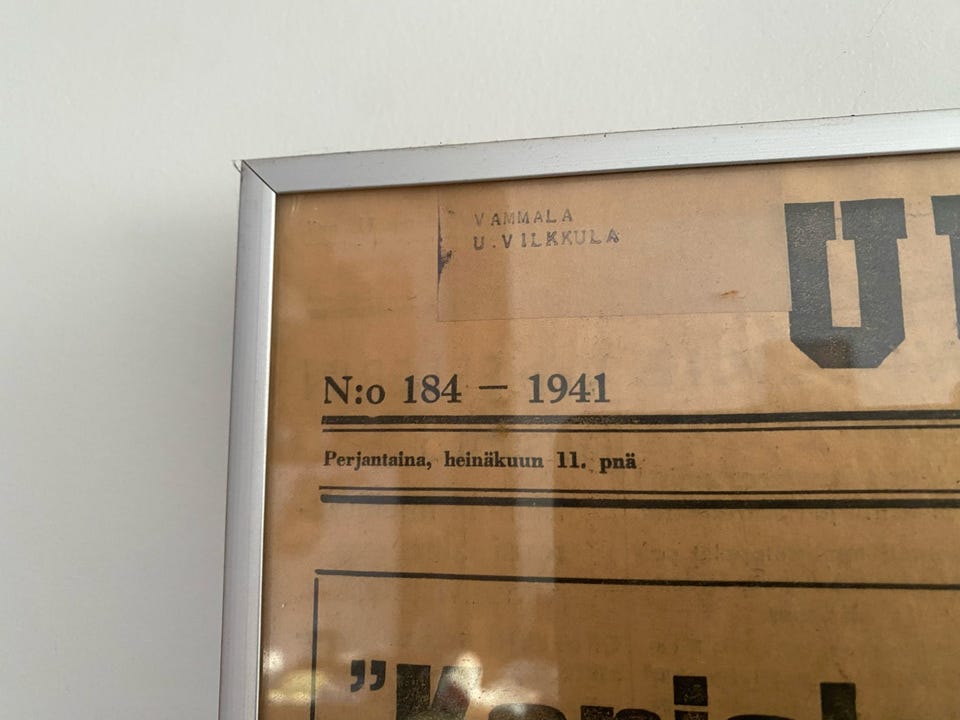 VAMMALA
U.VILKKULA
N:o 184 — 1941
Perjantaina, heinäkuun 11. pnä